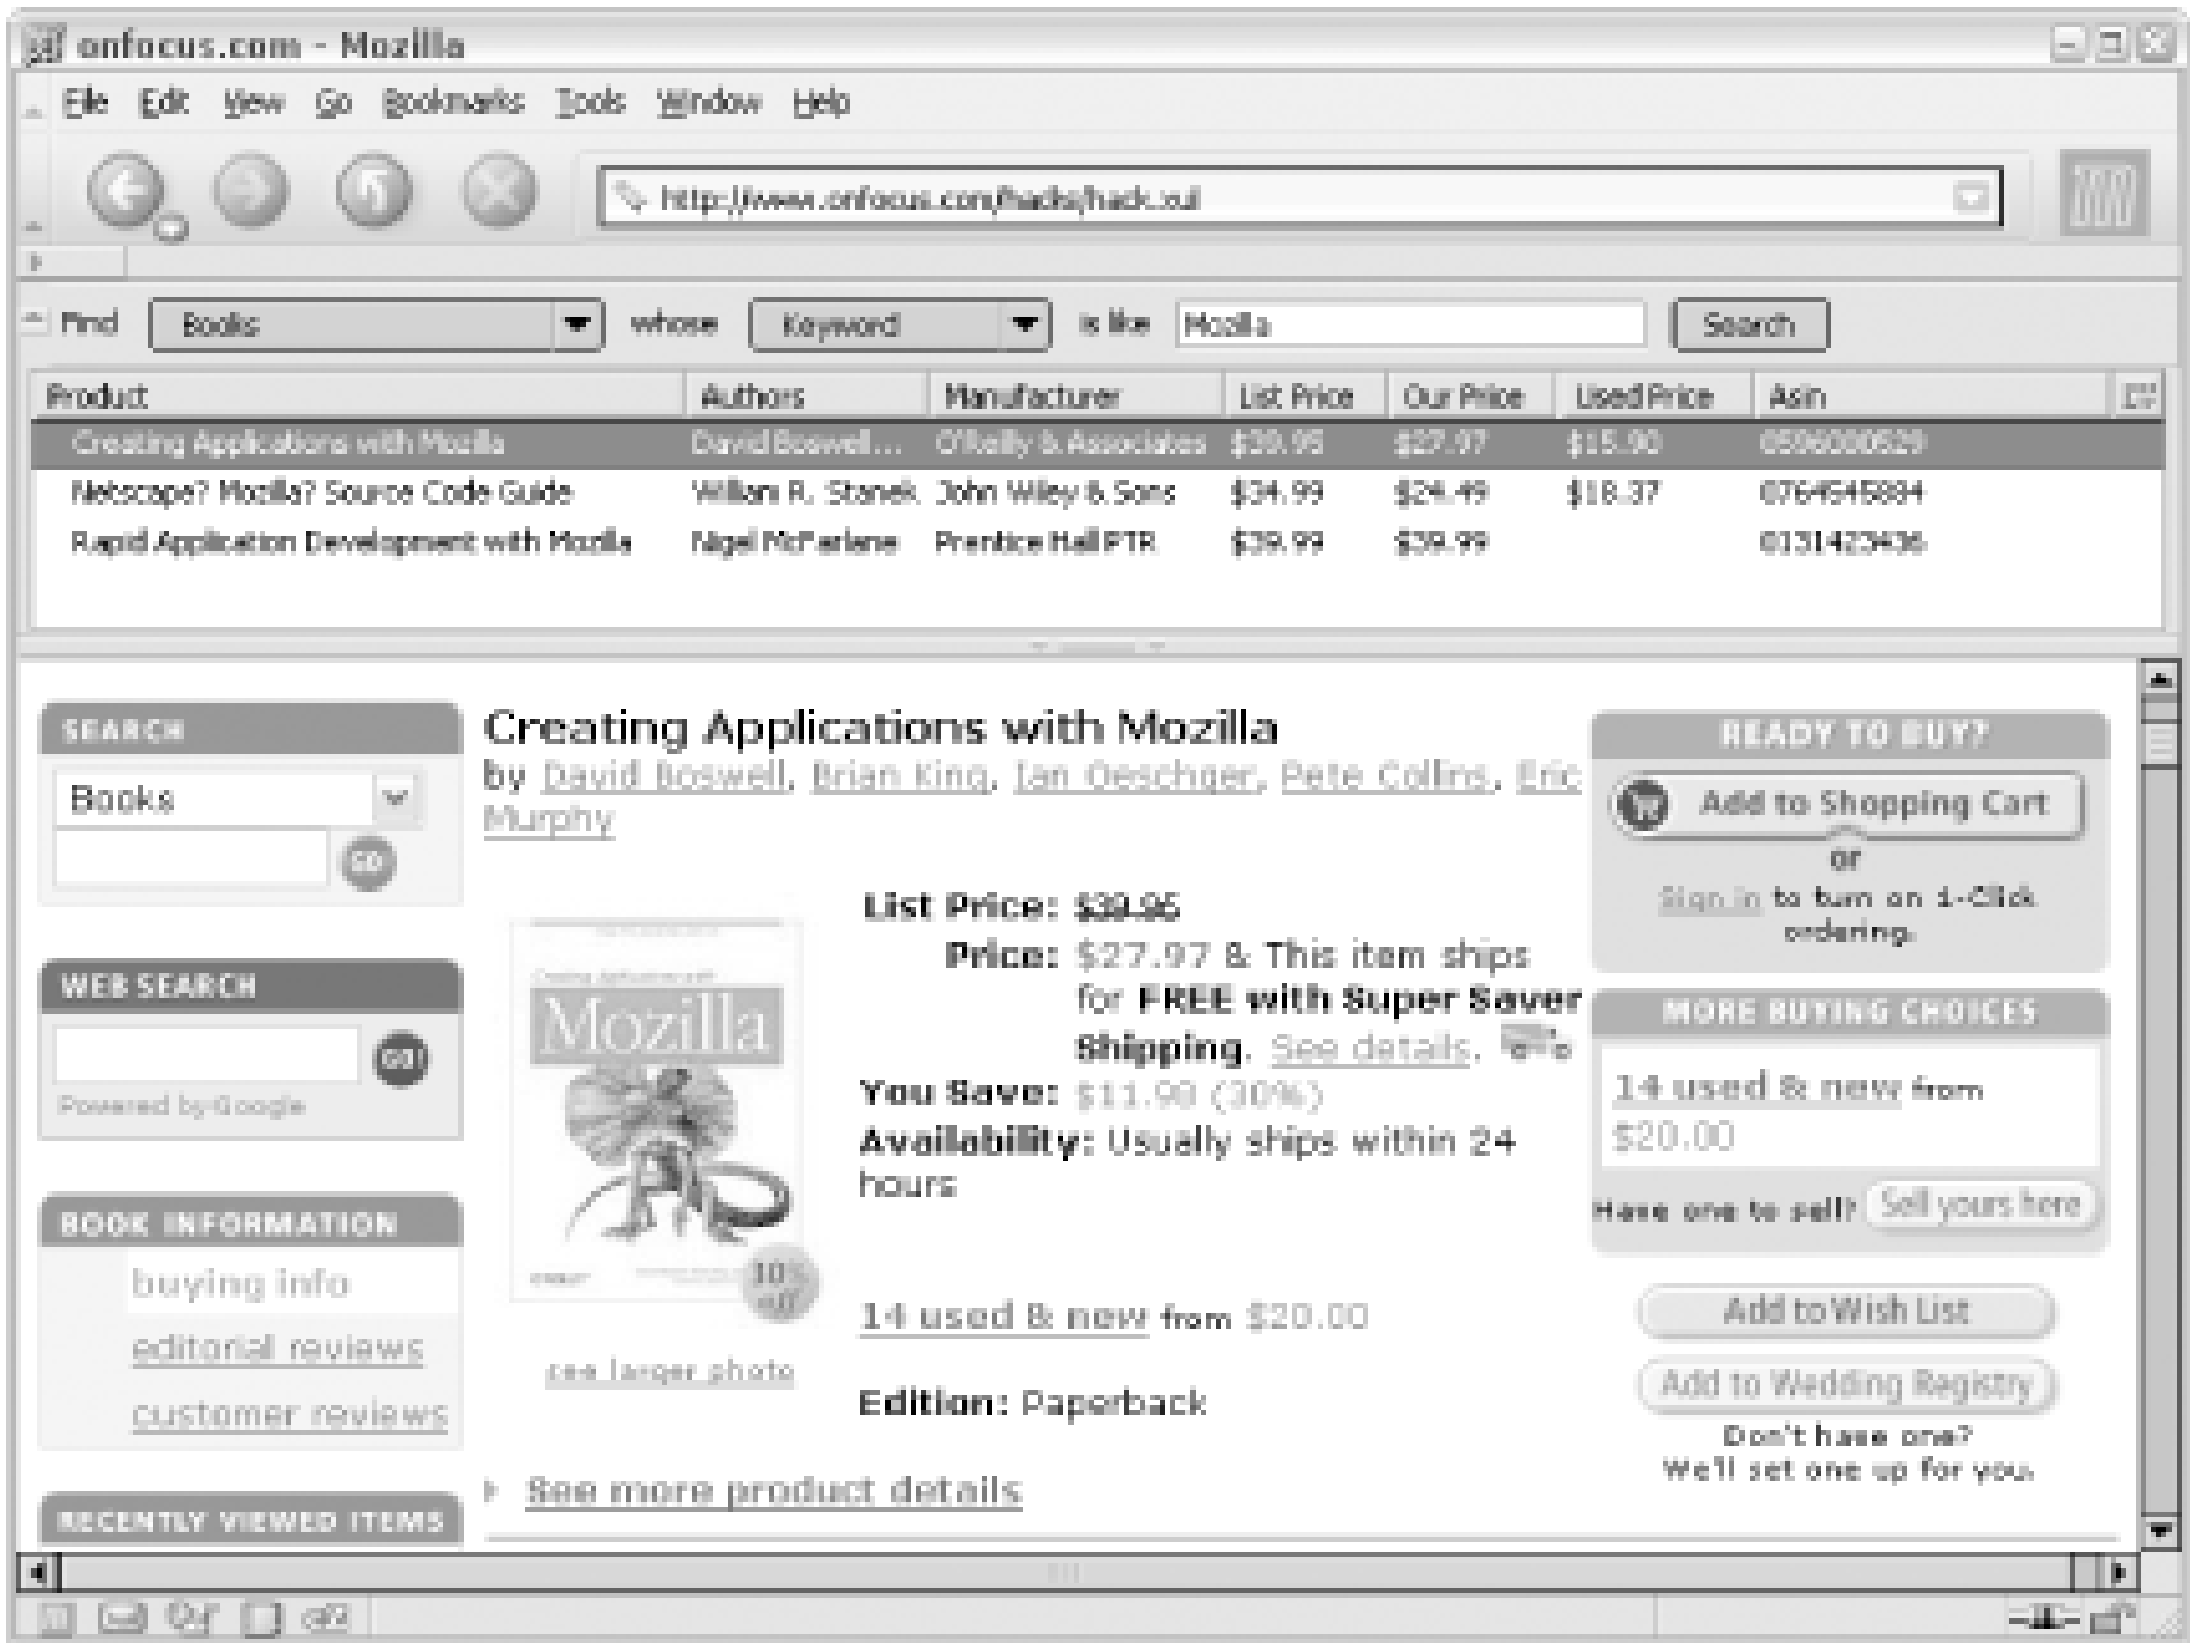 onfocus.com - Mozilla
File Edit View Go Bookmarks Tools Window Help
http://www.onfocus.com/hacks/hack.xul
Find Books whose Keyword is like Mozilla Search
Product Authors Manufacturer List Price Our Price Used Price Asin
Creating Applications with Mozilla David Boswell... O'Reilly & Associates $39.95 $27.97
Netscape? Mozilla? Source Code Guide William R. Stanek John Wiley & Sons $34.99 $24.49 $18.37 0764545884
Rapid Application Development with Mozilla Nigel McFarlane Prentice Hall PTR $39.99 $39.99 0131423436
SEARCH
Books
GO
WEB SEARCH
GO
Powered by Google
BOOK INFORMATION
buying info
editorial reviews
customer reviews
RECENTLY VIEWED ITEMS
Creating Applications with Mozilla
by David Boswell, Brian King, Ian Oeschger, Pete Collins, Eric
Murphy
Creating Applications with
Mozilla
30%
off
see larger photo
List Price: $39.95
Price: $27.97 & This item ships
for FREE with Super Saver
Shipping. See details.
You Save: $11.98 (30%)
Availability: Usually ships within 24
hours
14 used & new from $20.00
Edition: Paperback
See more product details
READY TO BUY?
Add to Shopping Cart
or
Sign in to turn on 1-Click
ordering.
MORE BUYING CHOICES
14 used & new from
$20.00
Have one to sell? Sell yours here
Add to Wish List
Add to Wedding Registry
Don't have one?
We'll set one up for you.